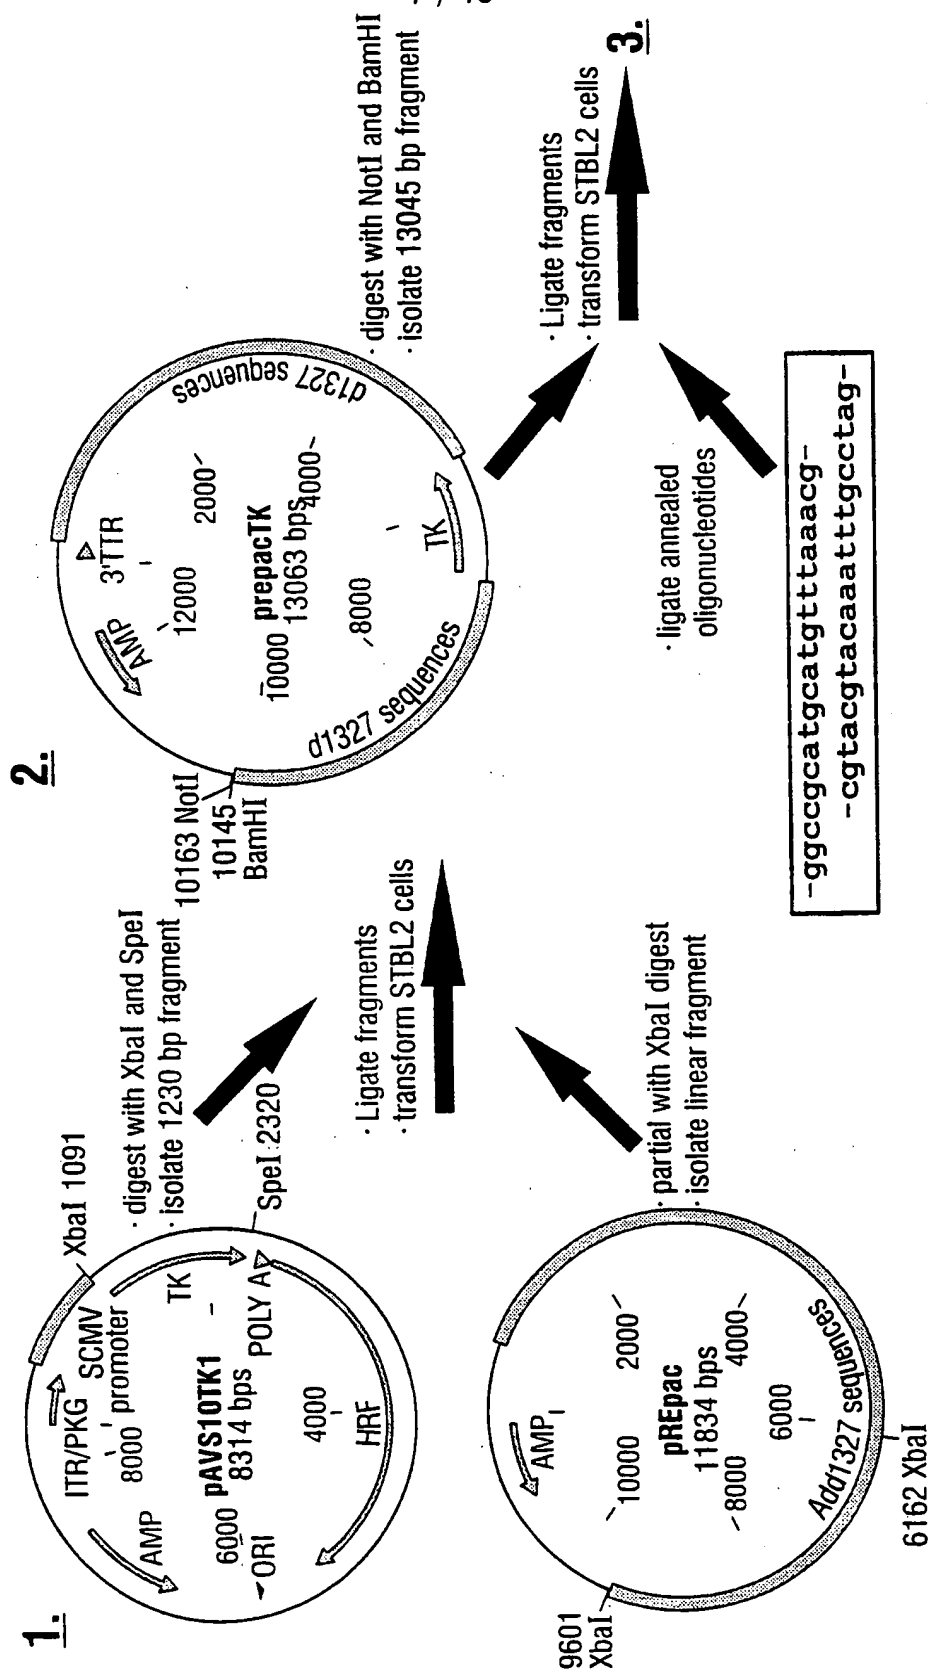 1.
ITR/PKG
SCMV
promoter
8000
XbaI 1091
AMP
TK
pAVS10TK1
8314 bps
6000
ORI
POLY A
4000
HRF
SpeI 2320
· digest with XbaI and SpeI
· isolate 1230 bp fragment
AMP
pREpac
11834 bps
10000
2000
8000
4000
6000
Add1327 sequences
9601
XbaI
6162 XbaI
· partial with XbaI digest
· isolate linear fragment
· Ligate fragments
· transform STBL2 cells
2.
10163 NotI
10145
BamHI
AMP
3'TTR
12000
2000
prepacTK
13063 bps
10000
4000
8000
TK
d1327 sequences
d1327 sequences
· digest with NotI and BamHI
· isolate 13045 bp fragment
· ligate annealed
oligonucleotides
-ggccgcatgcatgtttaaacg-
-cgtacgtacaaatttgcctag-
· Ligate fragments
· transform STBL2 cells
3.